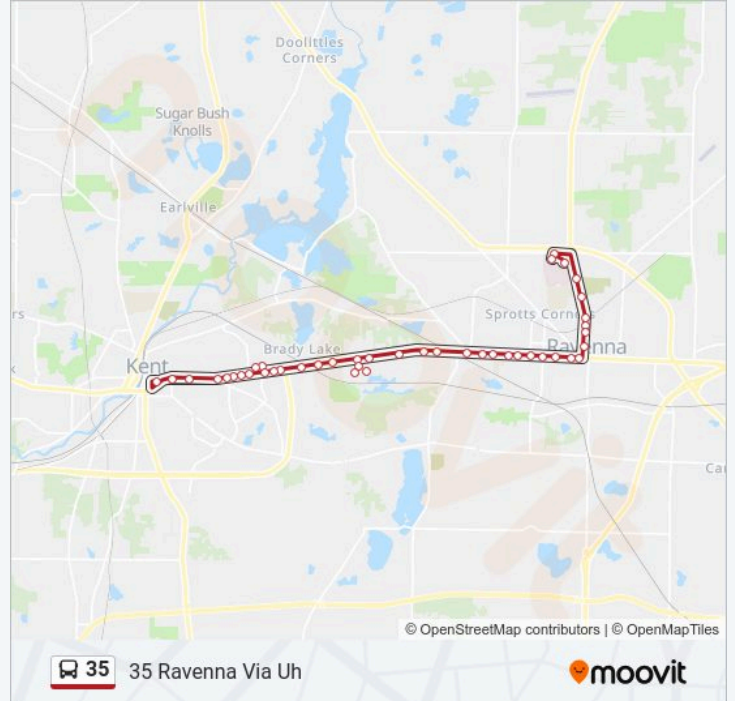 Doolittles
Corners
Sugar Bush
Knolls
Earlville
rs
Sprotts Corners
Ravenna
Brady Lake
Kent
k
Ca
© OpenStreetMap contributors | © OpenMapTiles
35 35 Ravenna Via Uh
moovit